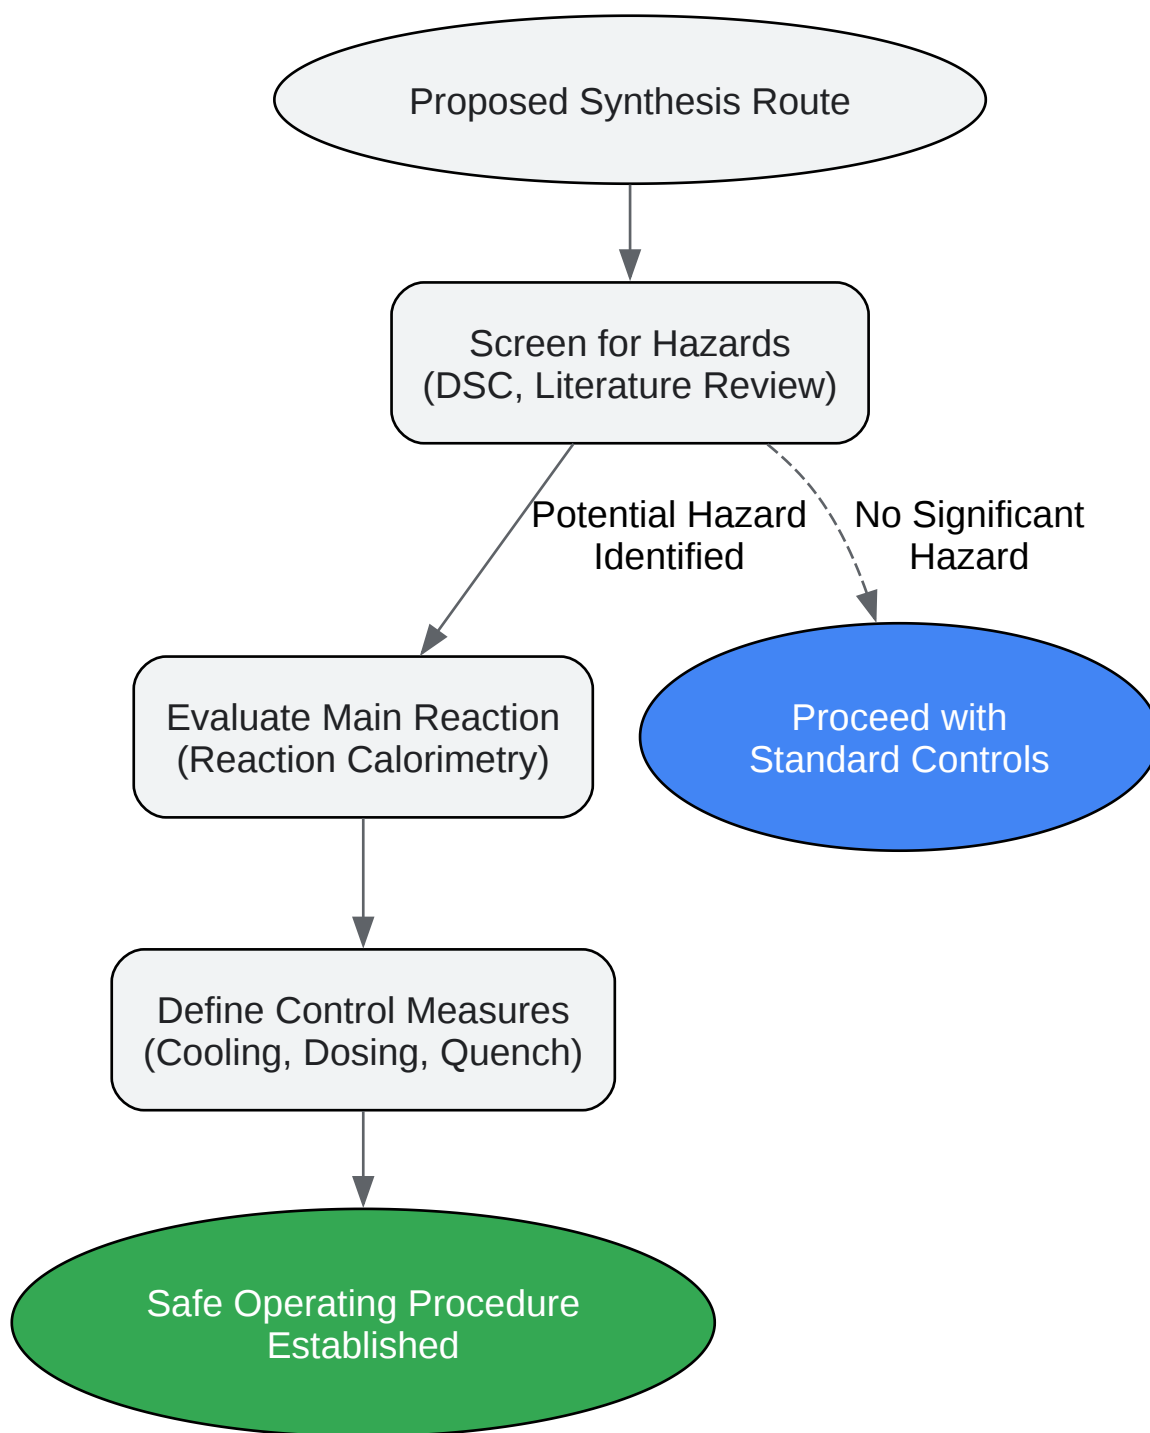 Proposed Synthesis Route
Screen for Hazards
(DSC, Literature Review)
Potential Hazard
Identified
No Significant
Hazard
Evaluate Main Reaction
(Reaction Calorimetry)
Proceed with
Standard Controls
Define Control Measures
(Cooling, Dosing, Quench)
Safe Operating Procedure
Established